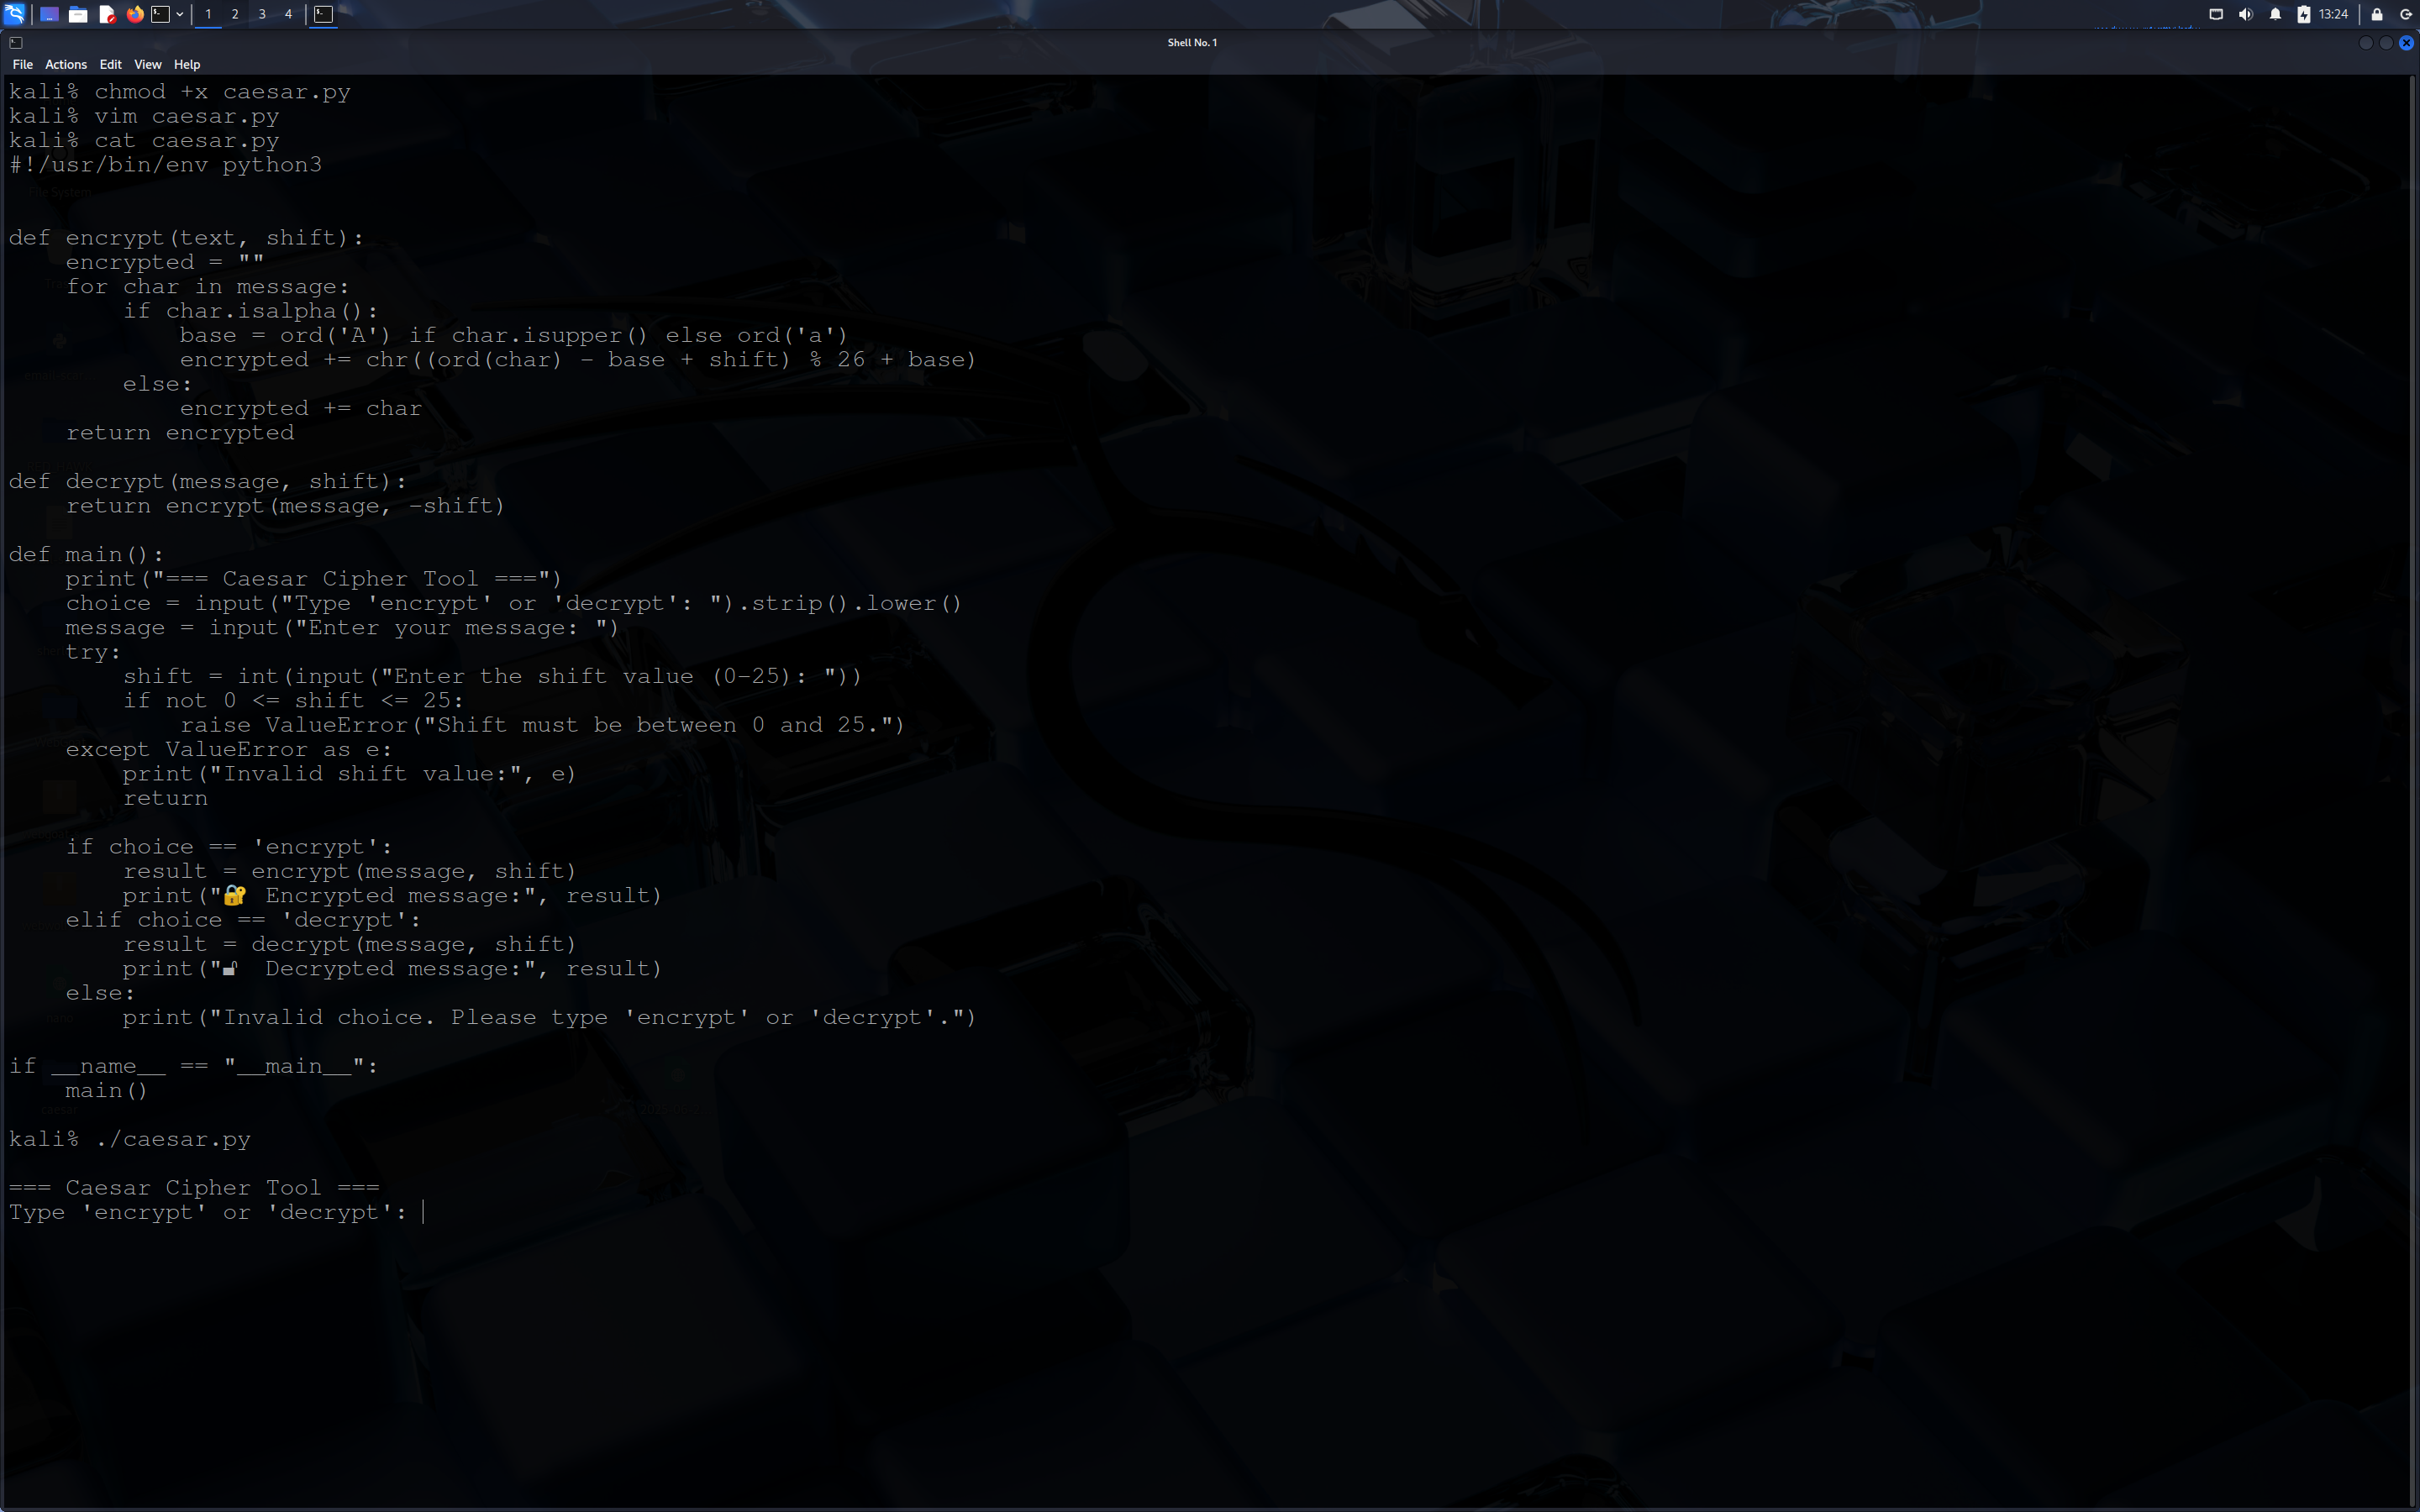 1 2 3 4
13:24
Shell No. 1
File Actions Edit View Help
kali% chmod +x caesar.py
kali% vim caesar.py
kali% cat caesar.py
#!/usr/bin/env python3
def encrypt(text, shift):
    encrypted = ""
    for char in message:
        if char.isalpha():
            base = ord('A') if char.isupper() else ord('a')
            encrypted += chr((ord(char) - base + shift) % 26 + base)
        else:
            encrypted += char
    return encrypted
def decrypt(message, shift):
    return encrypt(message, -shift)
def main():
    print("=== Caesar Cipher Tool ===")
    choice = input("Type 'encrypt' or 'decrypt': ").strip().lower()
    message = input("Enter your message: ")
    try:
        shift = int(input("Enter the shift value (0-25): "))
        if not 0 <= shift <= 25:
            raise ValueError("Shift must be between 0 and 25.")
    except ValueError as e:
        print("Invalid shift value:", e)
        return
    if choice == 'encrypt':
        result = encrypt(message, shift)
        print("🔐 Encrypted message:", result)
    elif choice == 'decrypt':
        result = decrypt(message, shift)
        print("🔓 Decrypted message:", result)
    else:
        print("Invalid choice. Please type 'encrypt' or 'decrypt'.")
if __name__ == "__main__":
    main()
kali% ./caesar.py
=== Caesar Cipher Tool ===
Type 'encrypt' or 'decrypt':